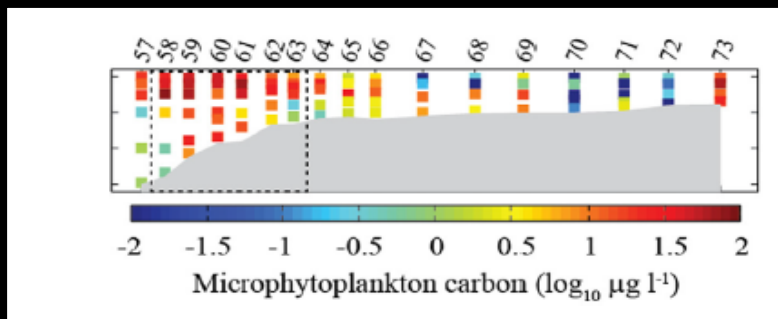 57 58 59 60 61 62 63 64 65 66 67 68 69 70 71 72 73
-2 -1.5 -1 -0.5 0 0.5 1 1.5 2
Microphytoplankton carbon (log₁₀ µg l⁻¹)